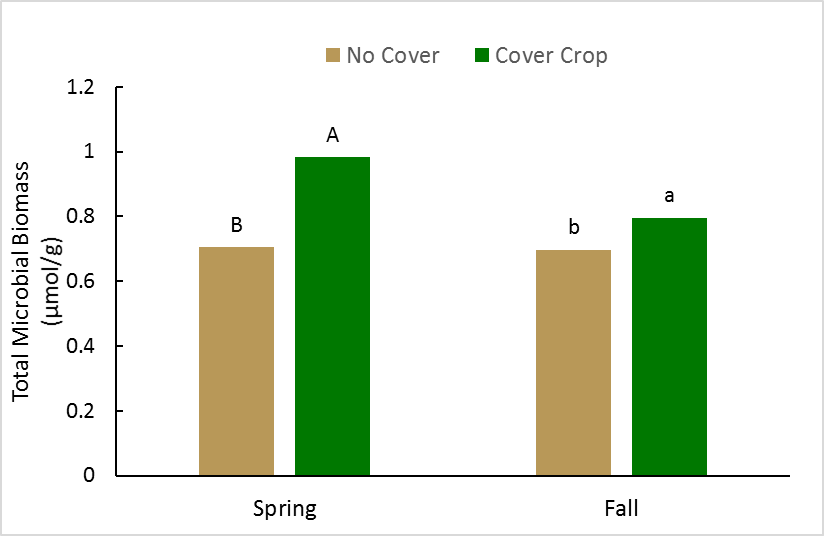 No Cover Cover Crop
Total Microbial Biomass
(µmol/g)
1.2
1
0.8
0.6
0.4
0.2
0
B
A
b
a
Spring Fall